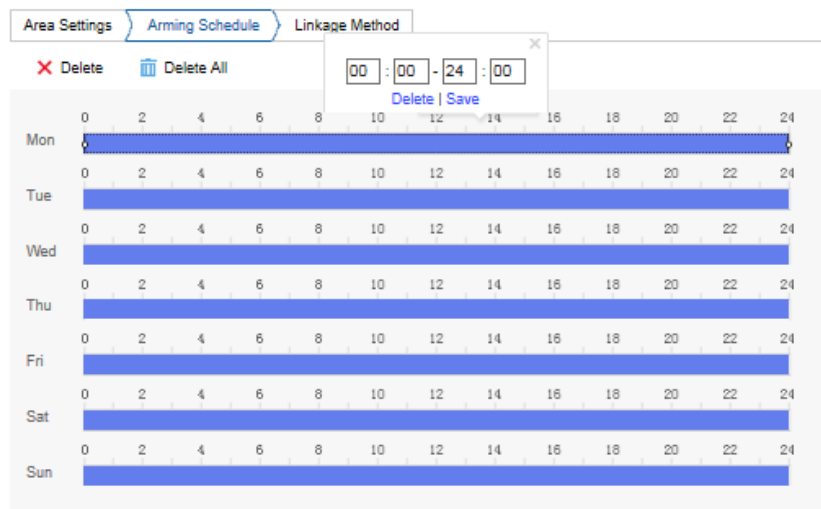 Area Settings Arming Schedule Linkage Method
Delete Delete All
00 : 00 - 24 : 00
Delete | Save
0 2 4 6 8 10 12 14 16 18 20 22 24
Mon
0 2 4 6 8 10 12 14 16 18 20 22 24
Tue
0 2 4 6 8 10 12 14 16 18 20 22 24
Wed
0 2 4 6 8 10 12 14 16 18 20 22 24
Thu
0 2 4 6 8 10 12 14 16 18 20 22 24
Fri
0 2 4 6 8 10 12 14 16 18 20 22 24
Sat
0 2 4 6 8 10 12 14 16 18 20 22 24
Sun